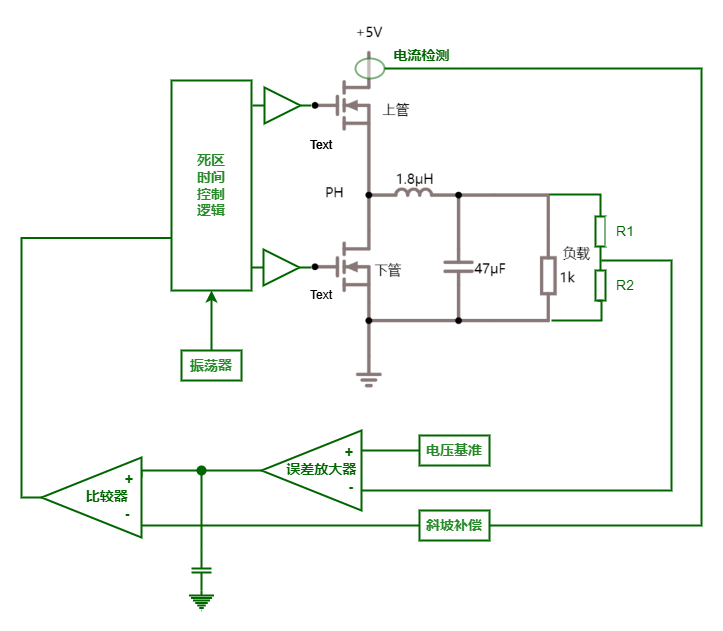 +5V
电流检测
上管
死区
时间
控制
逻辑
Text
1.8μH
PH
R1
负载
下管
47μF
1k
R2
Text
振荡器
+
电压基准
误差放大器
+
-
比较器
-
斜坡补偿